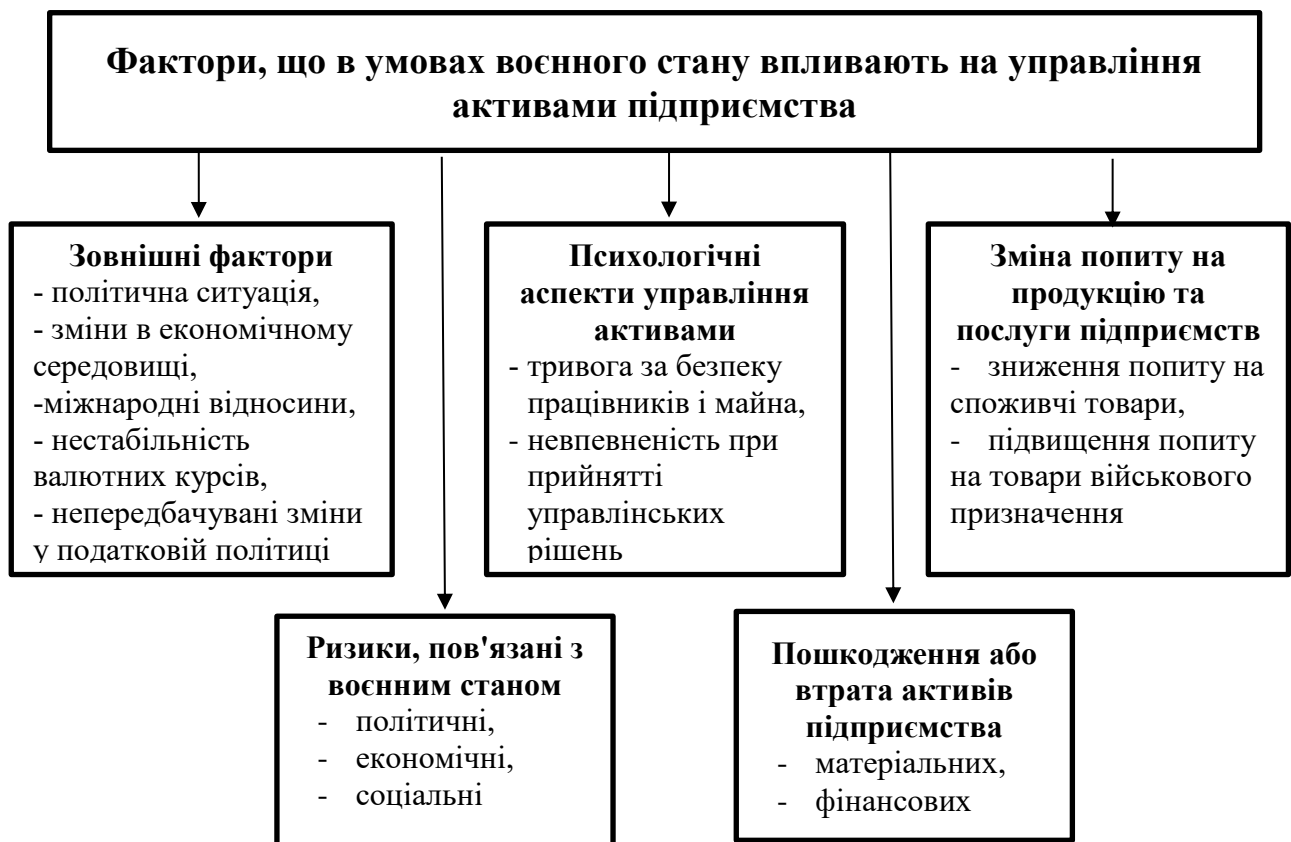 Фактори, що в умовах воєнного стану впливають на управління
активами підприємства
Зовнішні фактори
- політична ситуація,
- зміни в економічному
середовищі,
-міжнародні відносини,
- нестабільність
валютних курсів,
- непередбачувані зміни
у податковій політиці
Психологічні
аспекти управління
активами
- тривога за безпеку
працівників і майна,
- невпевненість при
прийнятті
управлінських
рішень
Зміна попиту на
продукцію та
послуги підприємств
- зниження попиту на
споживчі товари,
- підвищення попиту
на товари військового
призначення
Ризики, пов'язані з
воєнним станом
- політичні,
- економічні,
- соціальні
Пошкодження або
втрата активів
підприємства
- матеріальних,
- фінансових